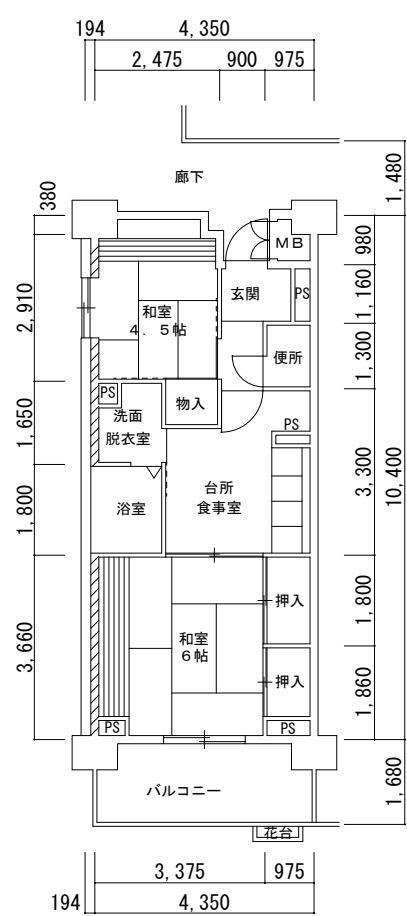 194 4,350
2,475 900 975
廊下
380
1,480
MB
980
玄関
PS
1,160
和室
4.5帖
2,910
便所
1,300
PS
物入
洗面
脱衣室
1,650
PS
台所
食事室
3,300
10,400
浴室
1,800
押入
1,800
和室
6帖
3,660
押入
1,860
PS
PS
バルコニー
1,680
花台
3,375 975
194 4,350